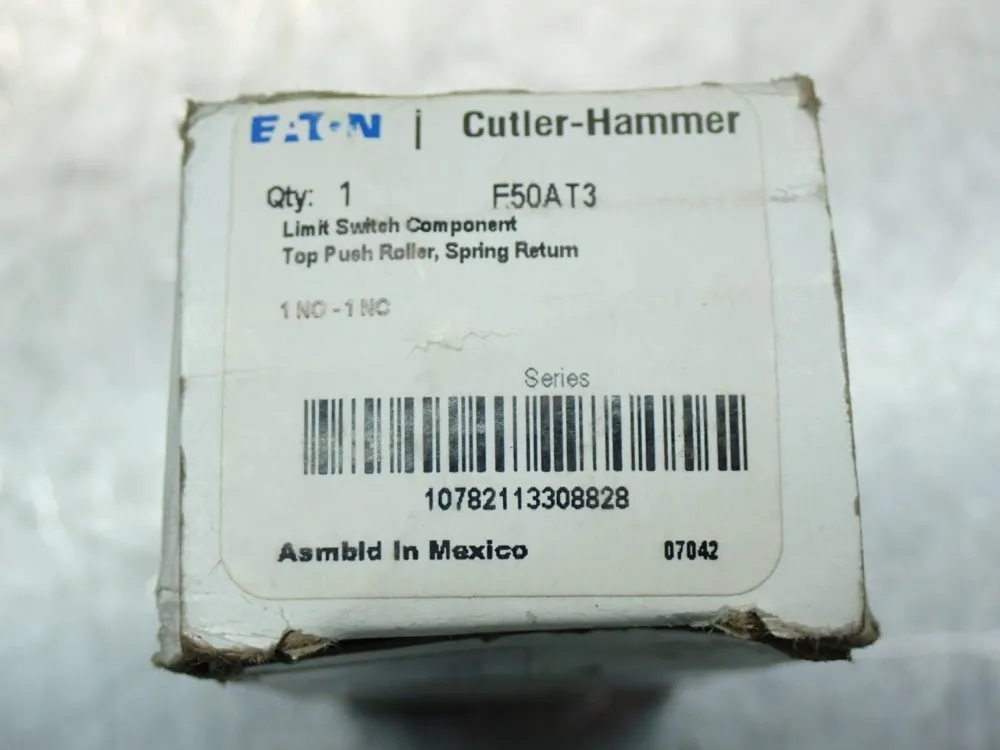 EATON | Cutler-Hammer
Qty: 1 E50AT3
Limit Switch Component
Top Push Roller, Spring Return
1 NO - 1 NC
Series
10782113308828
Asmbld In Mexico 07042